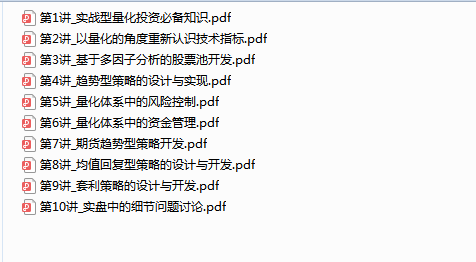 第1讲_实战型量化投资必备知识.pdf
第2讲_以量化的角度重新认识技术指标.pdf
第3讲_基于多因子分析的股票池开发.pdf
第4讲_趋势型策略的设计与实现.pdf
第5讲_量化体系中的风险控制.pdf
第6讲_量化体系中的资金管理.pdf
第7讲_期货趋势型策略开发.pdf
第8讲_均值回复型策略的设计与开发.pdf
第9讲_套利策略的设计与开发.pdf
第10讲_实盘中的细节问题讨论.pdf